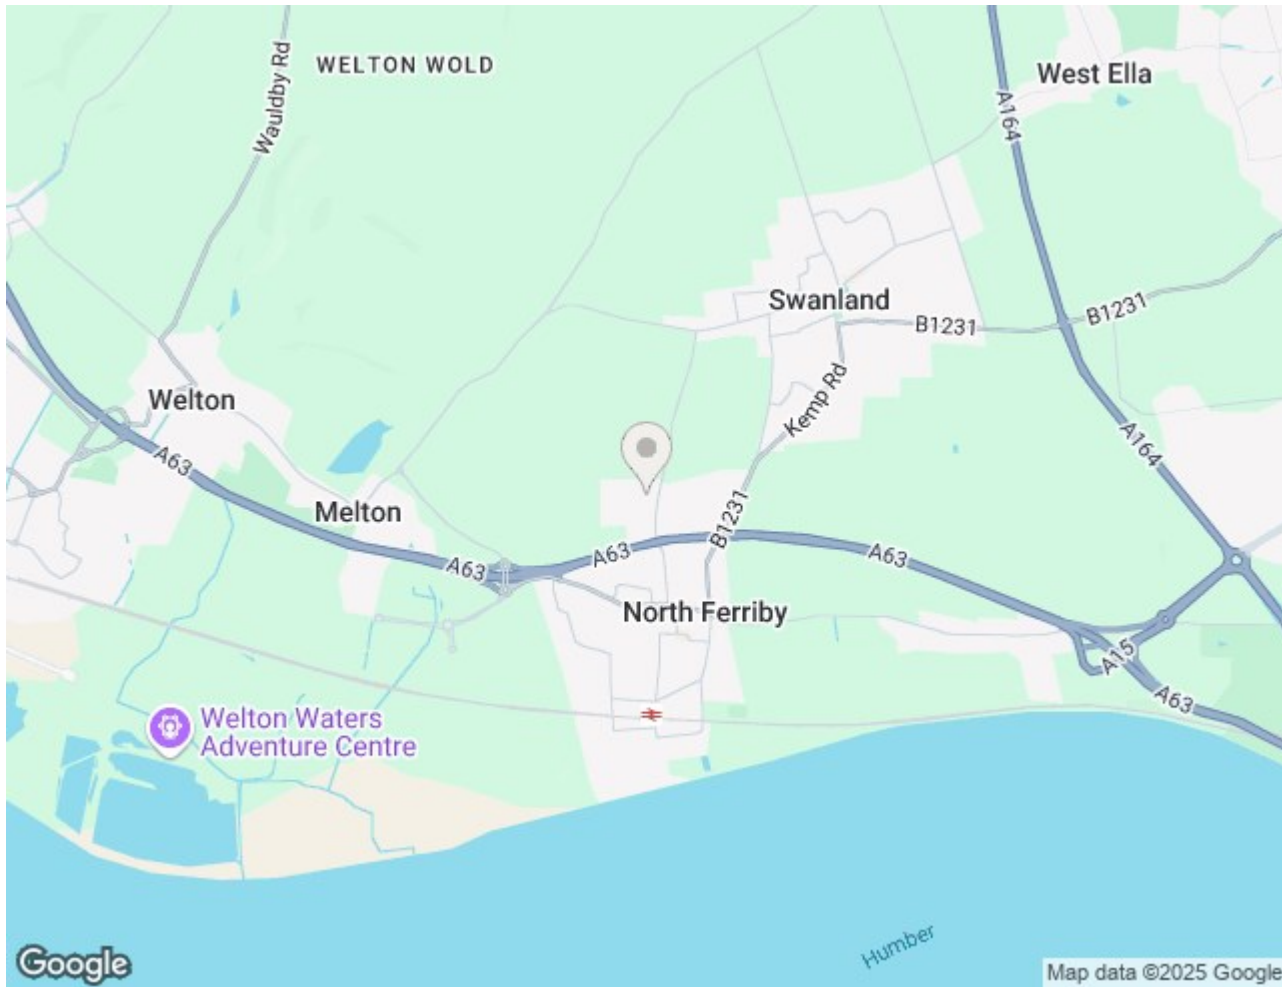 WELTON WOLD
Wauldby Rd
West Ella
A164
Swanland
B1231
B1231
Kemp Rd
Welton
A63
A164
Melton
B1231
A63
A63
A63
North Ferriby
A15
A63
Welton Waters
Adventure Centre
Humber
Google
Map data ©2025 Google